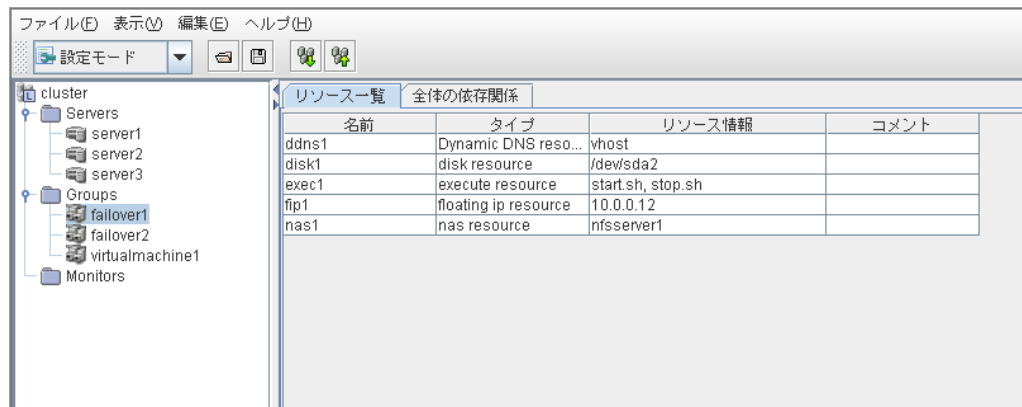 ファイル(F) 表示(V) 編集(E) ヘルプ(H)
設定モード
cluster
Servers
server1
server2
server3
Groups
failover1
failover2
virtualmachine1
Monitors
リソース一覧 全体の依存関係
名前 タイプ リソース情報 コメント
ddns1 Dynamic DNS reso... vhost
disk1 disk resource /dev/sda2
exec1 execute resource start.sh, stop.sh
fip1 floating ip resource 10.0.0.12
nas1 nas resource nfsserver1